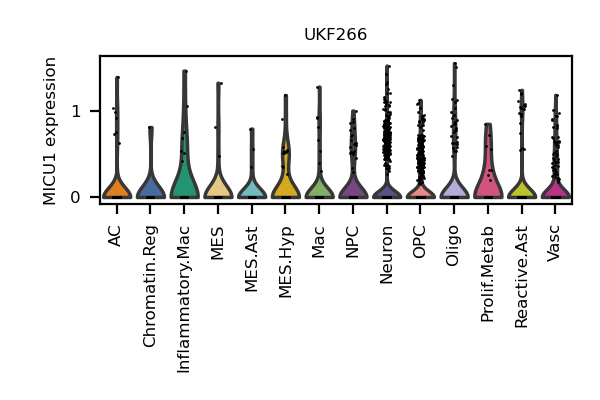 UKF266
MICU1 expression
1
0
AC
Chromatin.Reg
Inflammatory.Mac
MES
MES.Ast
MES.Hyp
Mac
NPC
Neuron
OPC
Oligo
Prolif.Metab
Reactive.Ast
Vasc